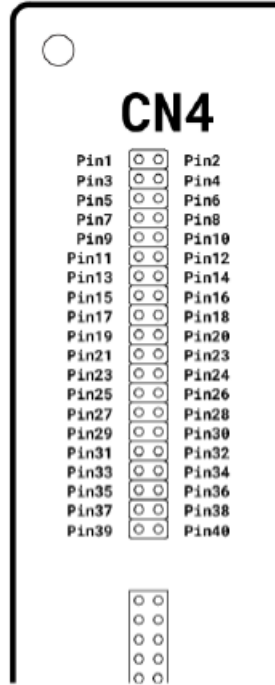 CN4
Pin1 Pin2
Pin3 Pin4
Pin5 Pin6
Pin7 Pin8
Pin9 Pin10
Pin11 Pin12
Pin13 Pin14
Pin15 Pin16
Pin17 Pin18
Pin19 Pin20
Pin21 Pin23
Pin23 Pin24
Pin25 Pin26
Pin27 Pin28
Pin29 Pin30
Pin31 Pin32
Pin33 Pin34
Pin35 Pin36
Pin37 Pin38
Pin39 Pin40